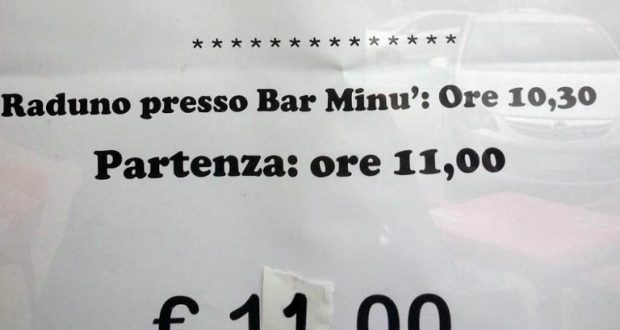 **************
Raduno presso Bar Minu': Ore 10,30
Partenza: ore 11,00
€ 11,00